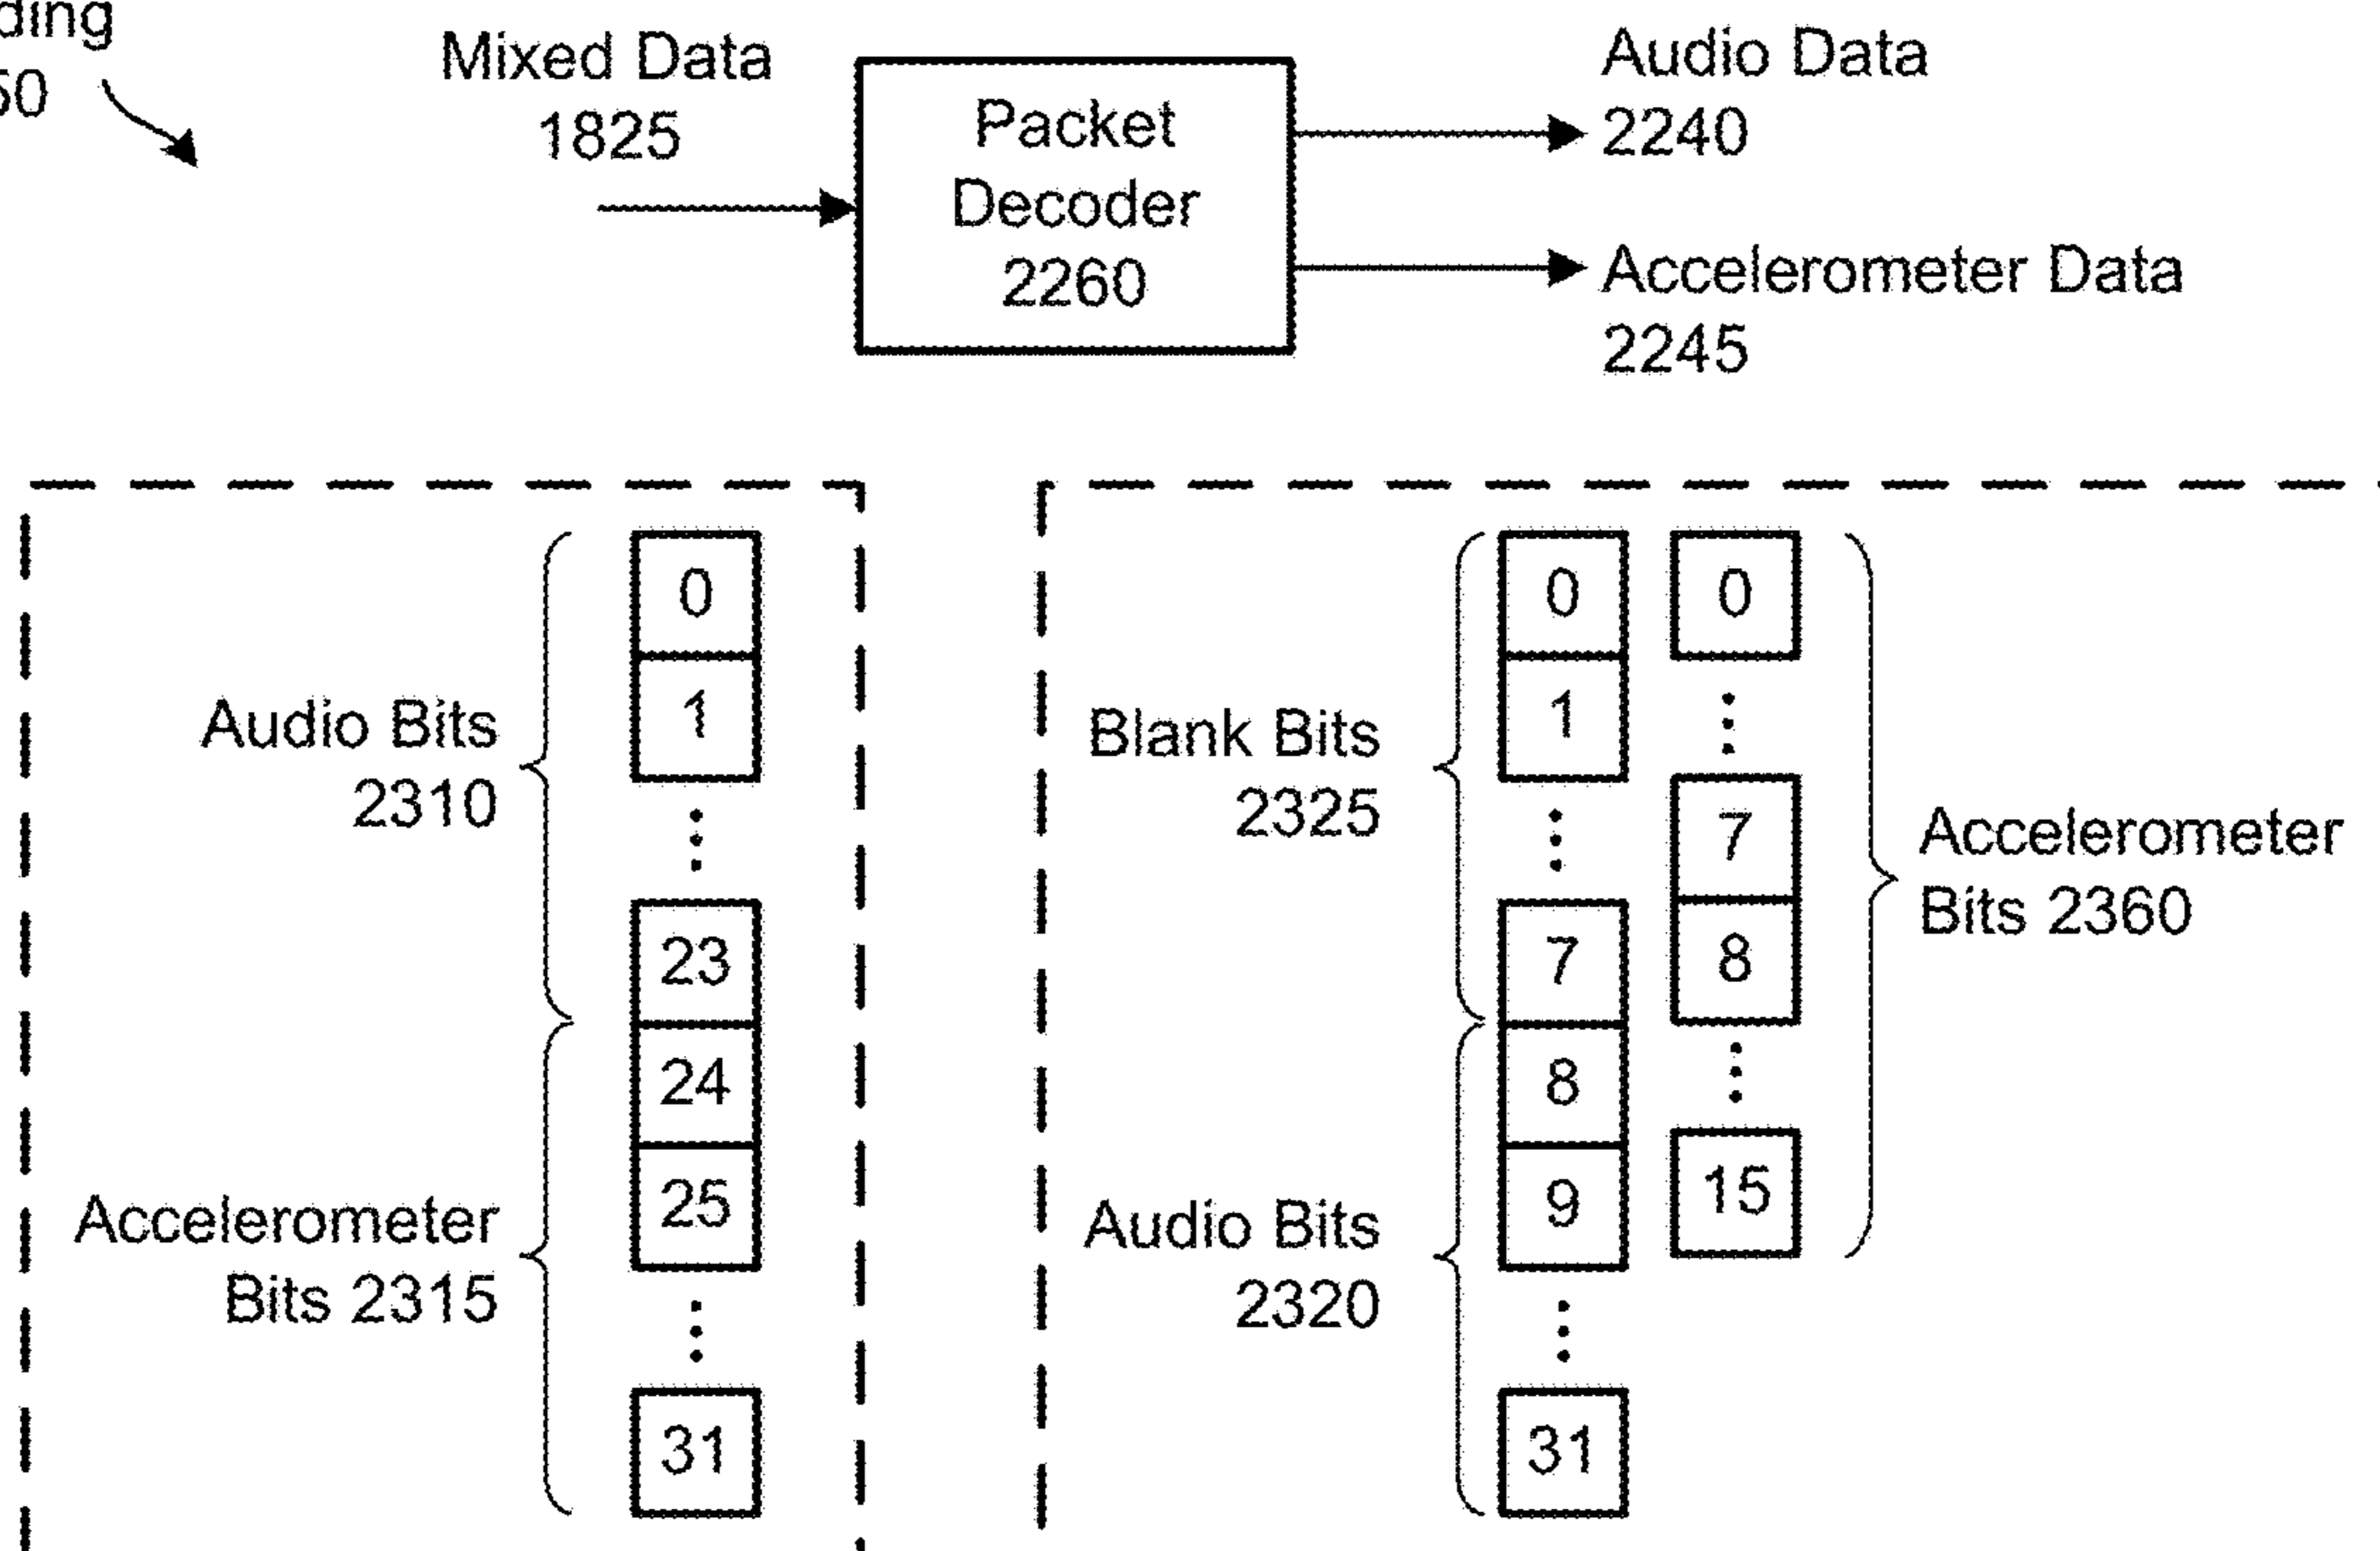 Mixed Data
1825
Packet
Decoder
2260
Audio Data
2240
Accelerometer Data
2245
Audio Bits
2310
Accelerometer
Bits 2315
0
1
23
24
25
31
Blank Bits
2325
Audio Bits
2320
0
1
7
8
9
31
0
7
8
15
Accelerometer
Bits 2360